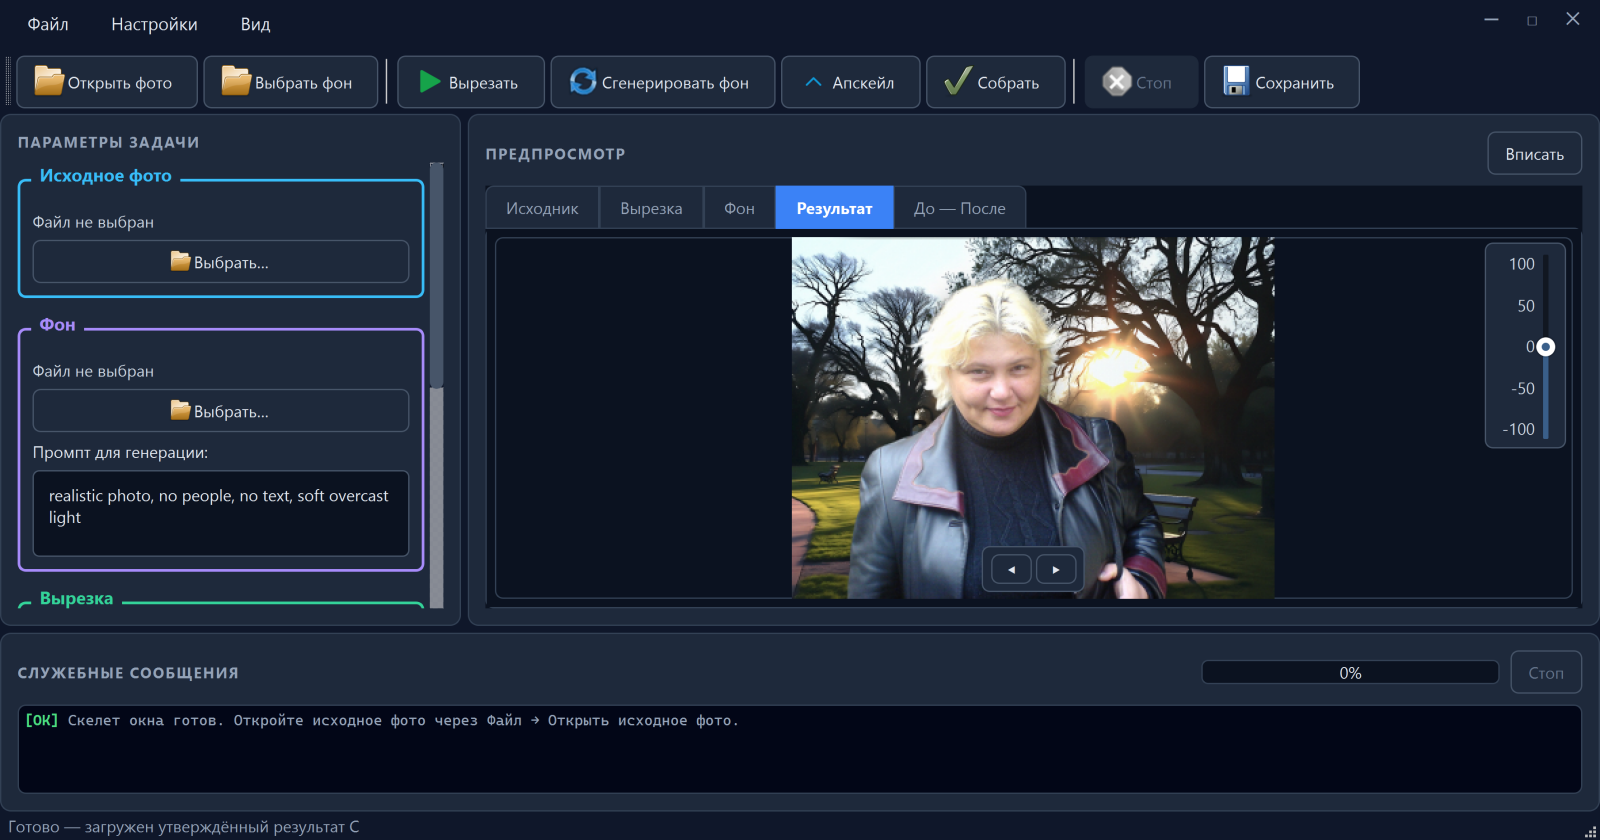 Файл Настройки Вид
Открыть фото Выбрать фон Вырезать Сгенерировать фон Апскейл Собрать Стоп Сохранить
ПАРАМЕТРЫ ЗАДАЧИ
Исходное фото
Файл не выбран
Выбрать...
Фон
Файл не выбран
Выбрать...
Промпт для генерации:
realistic photo, no people, no text, soft overcast
light
Вырезка
ПРЕДПРОСМОТР
Вписать
Исходник Вырезка Фон Результат До — После
100
50
0
-50
-100
СЛУЖЕБНЫЕ СООБЩЕНИЯ
0%
Стоп
[OK] Скелет окна готов. Откройте исходное фото через Файл → Открыть исходное фото.
Готово — загружен утверждённый результат C